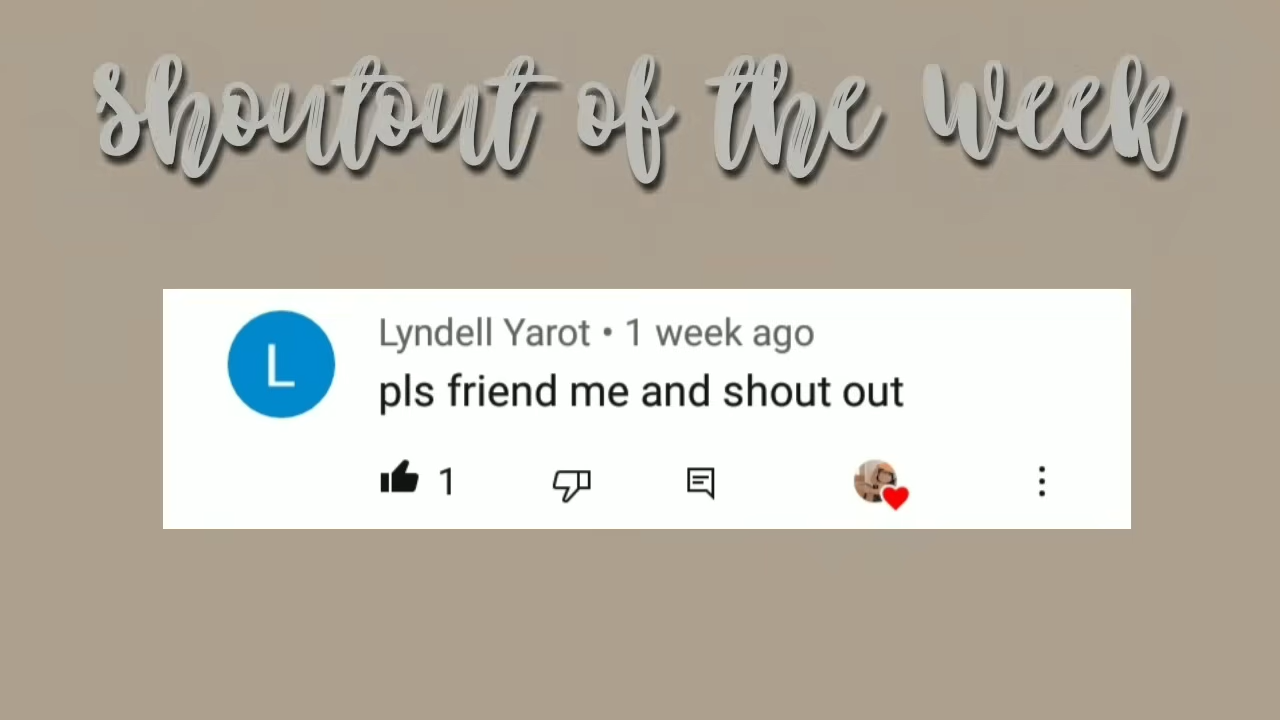 shoutout of the week
L
Lyndell Yarot • 1 week ago
pls friend me and shout out
1